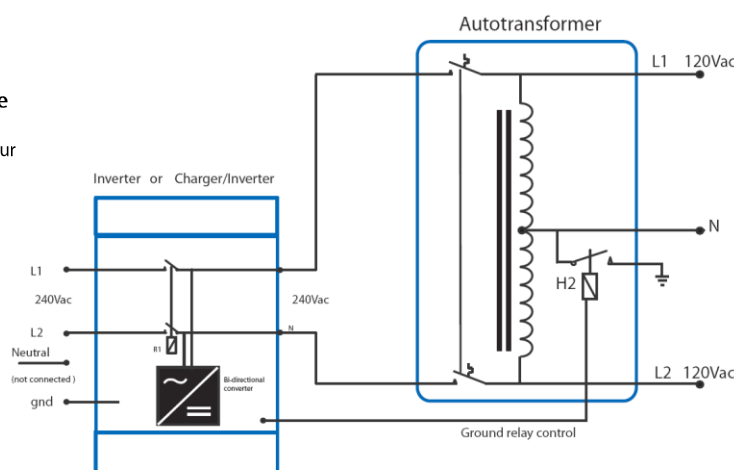 Autotransformer
L1 120Vac
e
ur
Inverter or Charger/Inverter
N
L1
240Vac
240Vac
H2
L2
N
Neutral
R1
(not connected )
Bi-directional
converter
L2 120Vac
gnd
Ground relay control